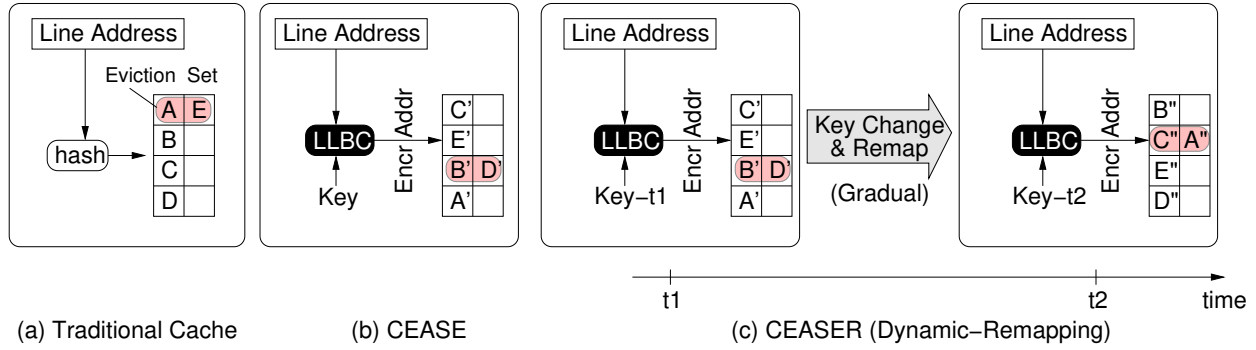 Line Address
Eviction Set
A E
B
C
D
hash
(a) Traditional Cache
Line Address
LLBC
Key
Encr Addr
C'
E'
B' D'
A'
(b) CEASE
Line Address
LLBC
Key−t1
Encr Addr
C'
E'
B' D'
A'
Key Change
& Remap
(Gradual)
Line Address
LLBC
Key−t2
Encr Addr
B"
C" A"
E"
D"
t1
t2
time
(c) CEASER (Dynamic−Remapping)